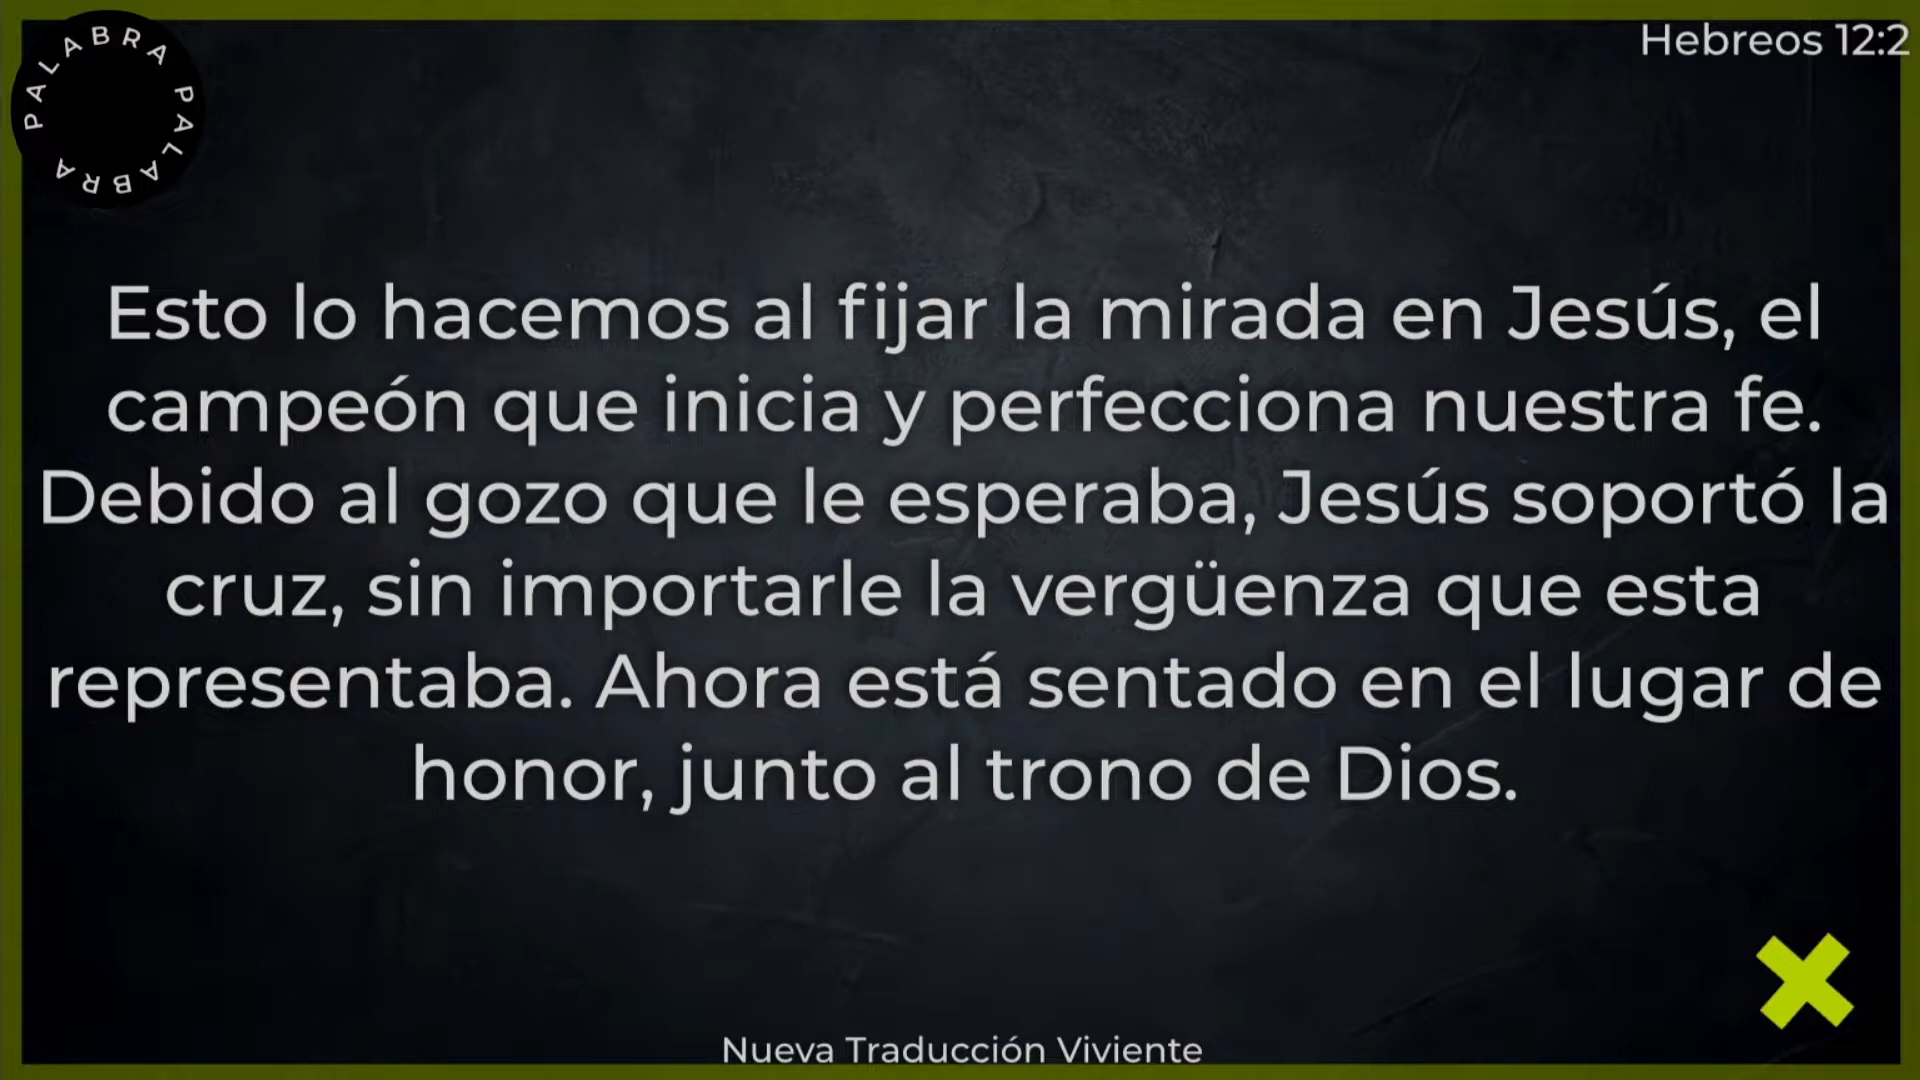 PALABRA PALABRA
Hebreos 12:2
Esto lo hacemos al fijar la mirada en Jesús, el
campeón que inicia y perfecciona nuestra fe.
Debido al gozo que le esperaba, Jesús soportó la
cruz, sin importarle la vergüenza que esta
representaba. Ahora está sentado en el lugar de
honor, junto al trono de Dios.
Nueva Traducción Viviente